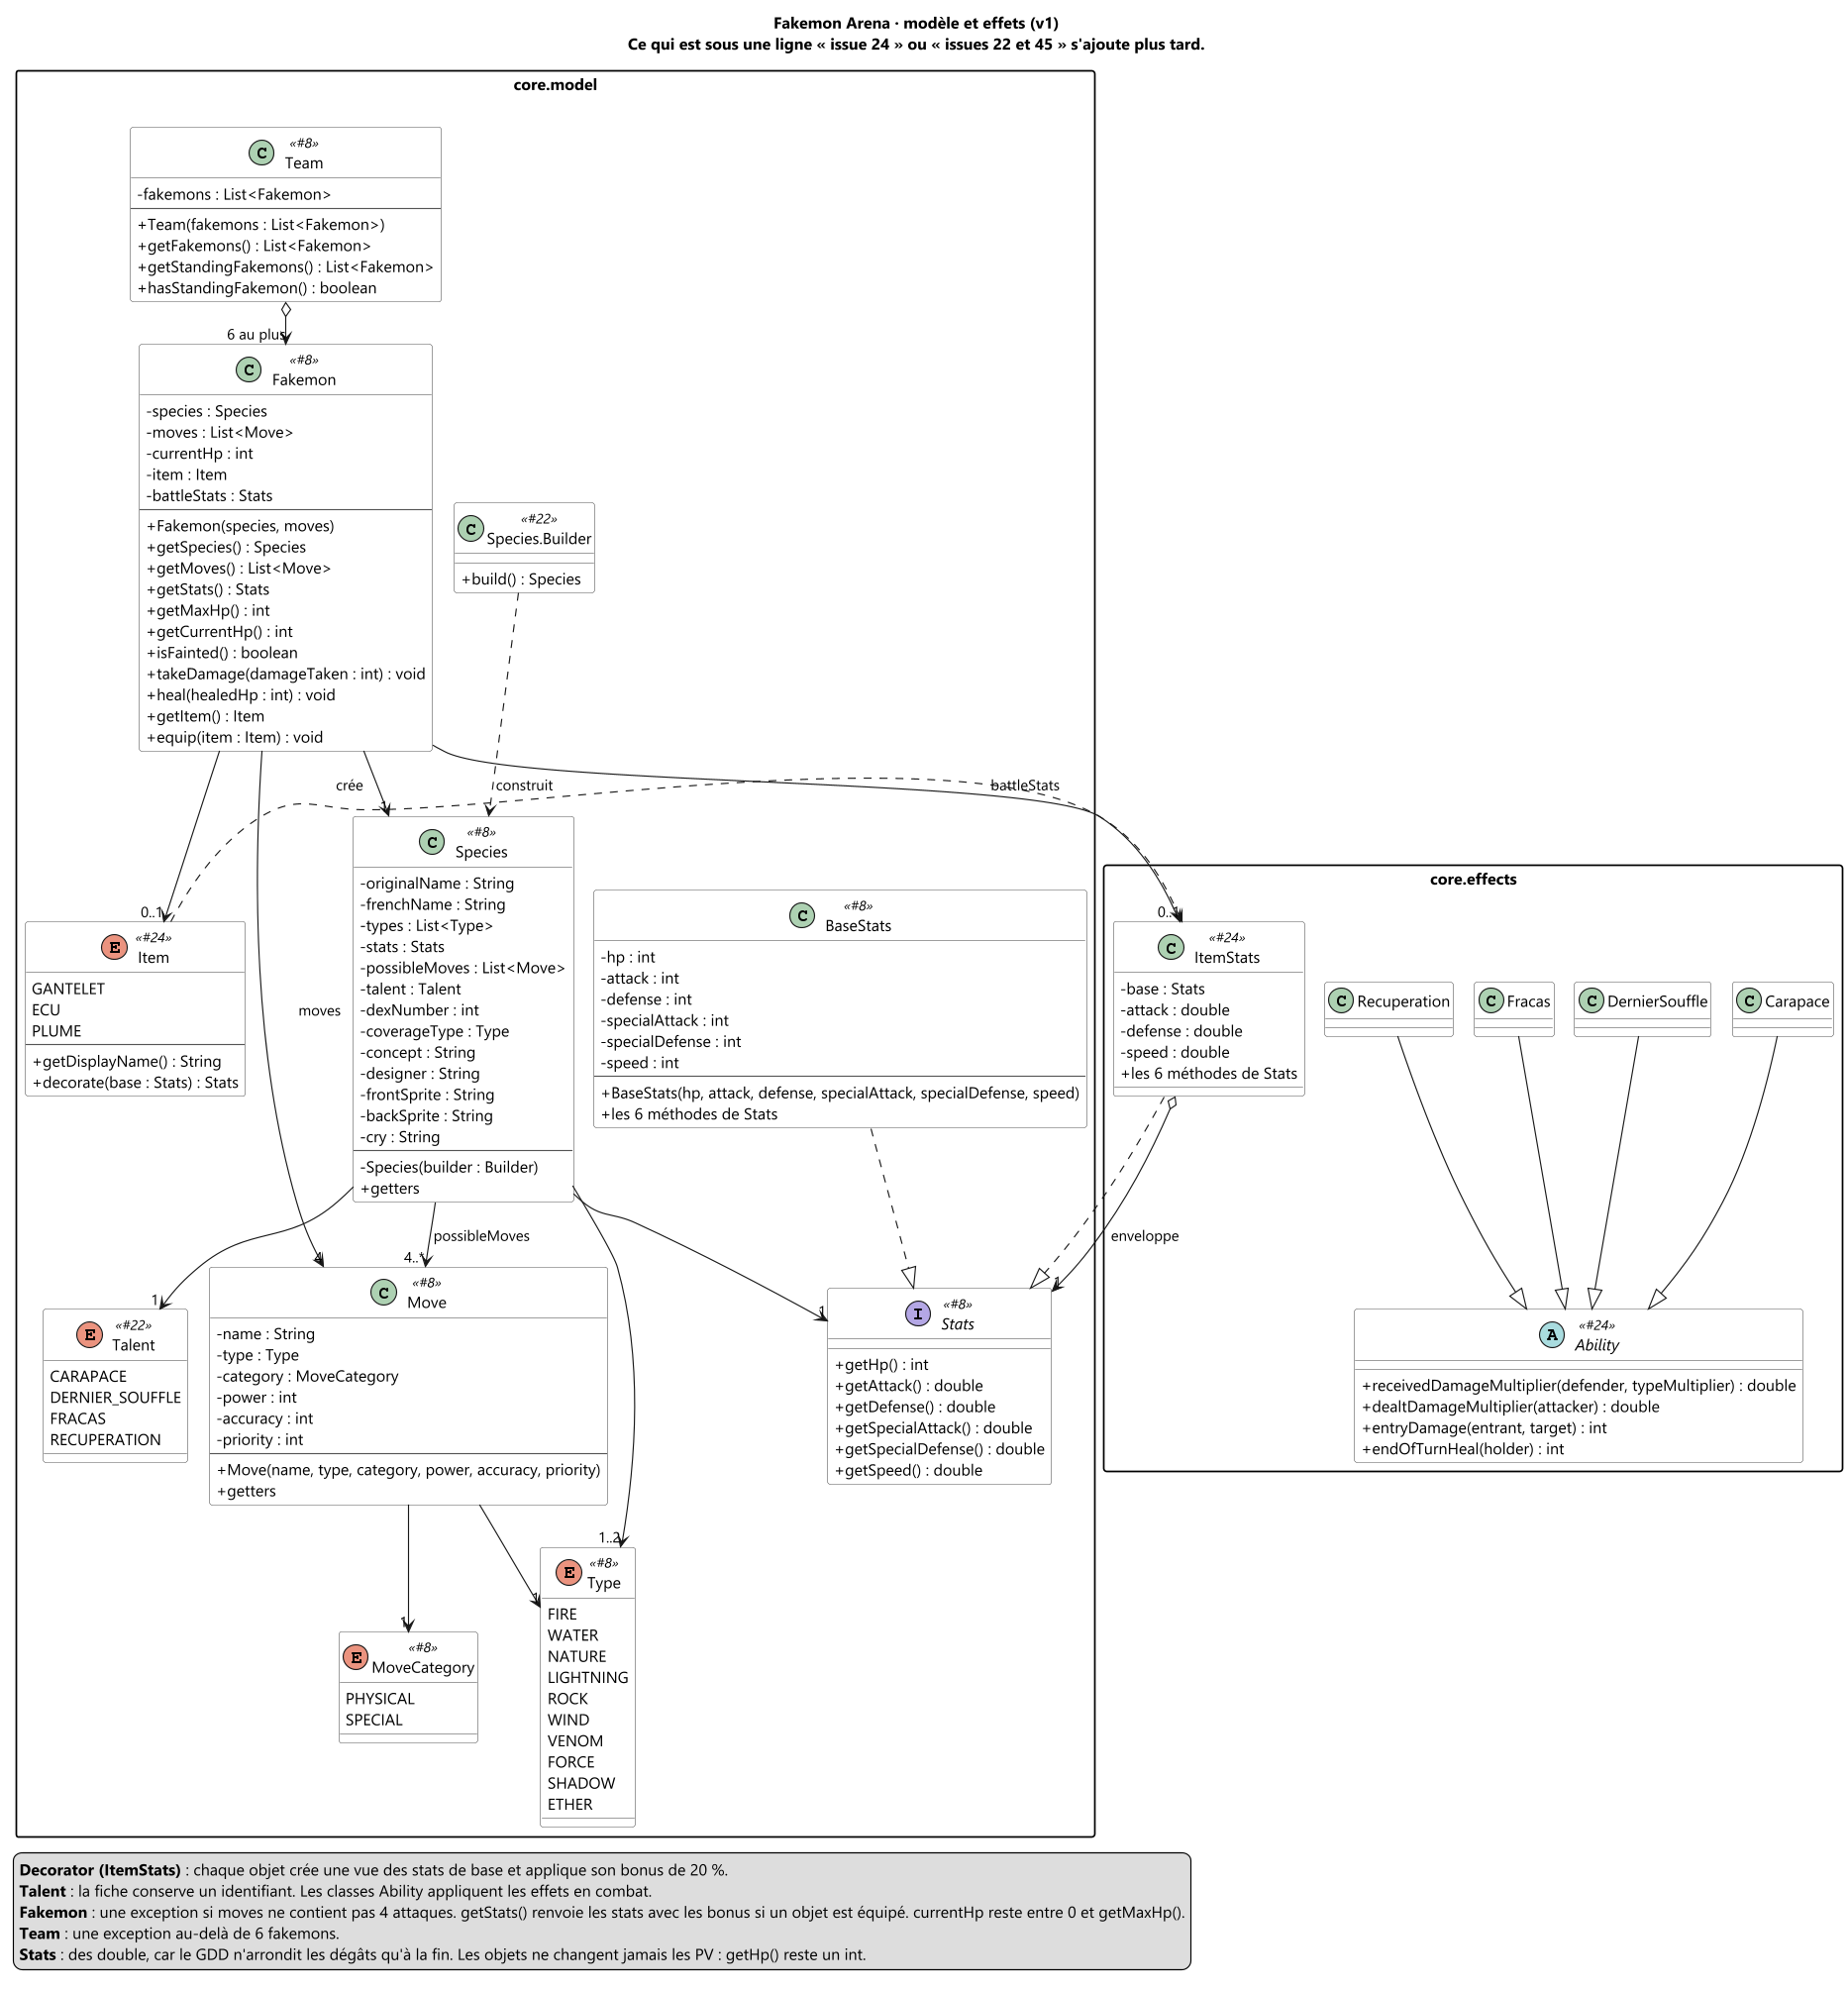 Fakemon Arena · modèle et effets (v1)
Ce qui est sous une ligne « issue 24 » ou « issues 22 et 45 » s'ajoute plus tard.
core.model
C
«#8»
Team
-fakemons : List<Fakemon>
+Team(fakemons : List<Fakemon>)
+getFakemons() : List<Fakemon>
+getStandingFakemons() : List<Fakemon>
+hasStandingFakemon() : boolean
6 au plus
C
«#8»
Fakemon
-species : Species
-moves : List<Move>
-currentHp : int
-item : Item
-battleStats : Stats
+Fakemon(species, moves)
+getSpecies() : Species
+getMoves() : List<Move>
+getStats() : Stats
+getMaxHp() : int
+getCurrentHp() : int
+isFainted() : boolean
+takeDamage(damageTaken : int) : void
+heal(healedHp : int) : void
+getItem() : Item
+equip(item : Item) : void
C
«#22»
Species.Builder
+build() : Species
crée
construit
battleStats
1
C
«#8»
Species
-originalName : String
-frenchName : String
-types : List<Type>
-stats : Stats
-possibleMoves : List<Move>
-talent : Talent
-dexNumber : int
-coverageType : Type
-concept : String
-designer : String
-frontSprite : String
-backSprite : String
-cry : String
-Species(builder : Builder)
+getters
0..1
E
«#24»
Item
GANTELET
ECU
PLUME
+getDisplayName() : String
+decorate(base : Stats) : Stats
moves
C
«#8»
BaseStats
-hp : int
-attack : int
-defense : int
-specialAttack : int
-specialDefense : int
-speed : int
+BaseStats(hp, attack, defense, specialAttack, specialDefense, speed)
+les 6 méthodes de Stats
core.effects
0..1
C
«#24»
ItemStats
-base : Stats
-attack : double
-defense : double
-speed : double
+les 6 méthodes de Stats
C
Recuperation
C
Fracas
C
DernierSouffle
C
Carapace
possibleMoves
enveloppe
4
4..*
1
1
1
E
«#22»
Talent
CARAPACE
DERNIER_SOUFFLE
FRACAS
RECUPERATION
C
«#8»
Move
-name : String
-type : Type
-category : MoveCategory
-power : int
-accuracy : int
-priority : int
+Move(name, type, category, power, accuracy, priority)
+getters
I
«#8»
Stats
+getHp() : int
+getAttack() : double
+getDefense() : double
+getSpecialAttack() : double
+getSpecialDefense() : double
+getSpeed() : double
A
«#24»
Ability
+receivedDamageMultiplier(defender, typeMultiplier) : double
+dealtDamageMultiplier(attacker) : double
+entryDamage(entrant, target) : int
+endOfTurnHeal(holder) : int
1..2
1
1
E
«#8»
Type
FIRE
WATER
NATURE
LIGHTNING
ROCK
WIND
VENOM
FORCE
SHADOW
ETHER
E
«#8»
MoveCategory
PHYSICAL
SPECIAL
Decorator (ItemStats) : chaque objet crée une vue des stats de base et applique son bonus de 20 %.
Talent : la fiche conserve un identifiant. Les classes Ability appliquent les effets en combat.
Fakemon : une exception si moves ne contient pas 4 attaques. getStats() renvoie les stats avec les bonus si un objet est équipé. currentHp reste entre 0 et getMaxHp().
Team : une exception au-delà de 6 fakemons.
Stats : des double, car le GDD n'arrondit les dégâts qu'à la fin. Les objets ne changent jamais les PV : getHp() reste un int.